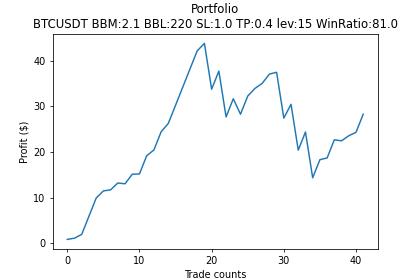 Portfolio
BTCUSDT BBM:2.1 BBL:220 SL:1.0 TP:0.4 lev:15 WinRatio:81.0
40
30
20
10
0
Profit ($)
0 10 20 30 40
Trade counts